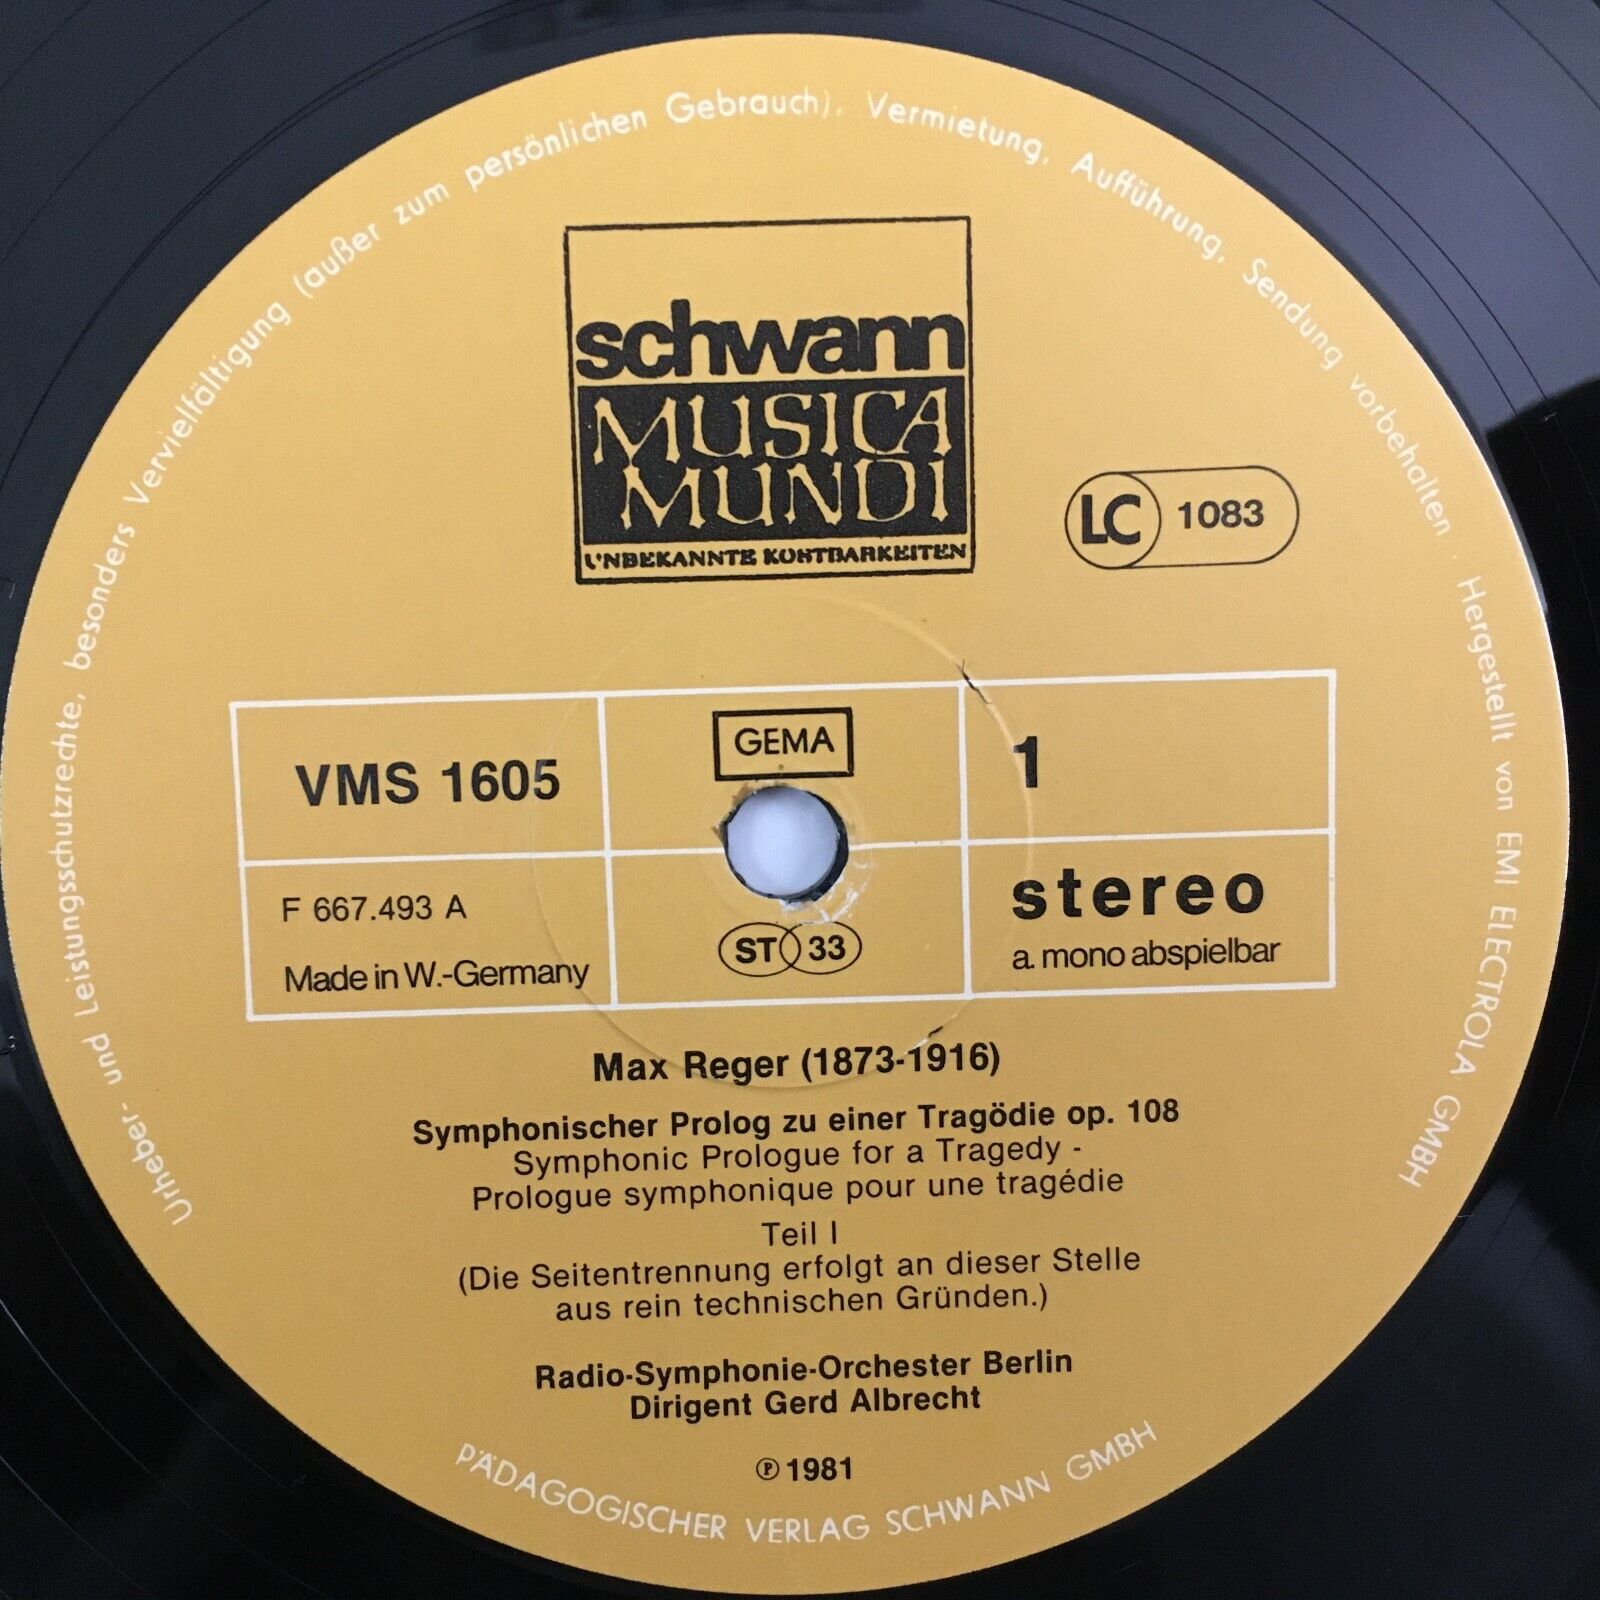 Urheber- und Leistungsschutzrechte, besonders Vervielfältigung (außer zum persönlichen Gebrauch), Vermietung, Aufführung, Sendung vorbehalten · Hergestellt von EMI ELECTROLA GMBH
schwann
MUSICA
MUNDI
UNBEKANNTE KOSTBARKEITEN
LC 1083
VMS 1605
GEMA
1
F 667.493 A
Made in W.-Germany
ST 33
stereo
a. mono abspielbar
Max Reger (1873-1916)
Symphonischer Prolog zu einer Tragödie op. 108
Symphonic Prologue for a Tragedy -
Prologue symphonique pour une tragédie
Teil I
(Die Seitentrennung erfolgt an dieser Stelle
aus rein technischen Gründen.)
Radio-Symphonie-Orchester Berlin
Dirigent Gerd Albrecht
℗ 1981
PÄDAGOGISCHER VERLAG SCHWANN GMBH